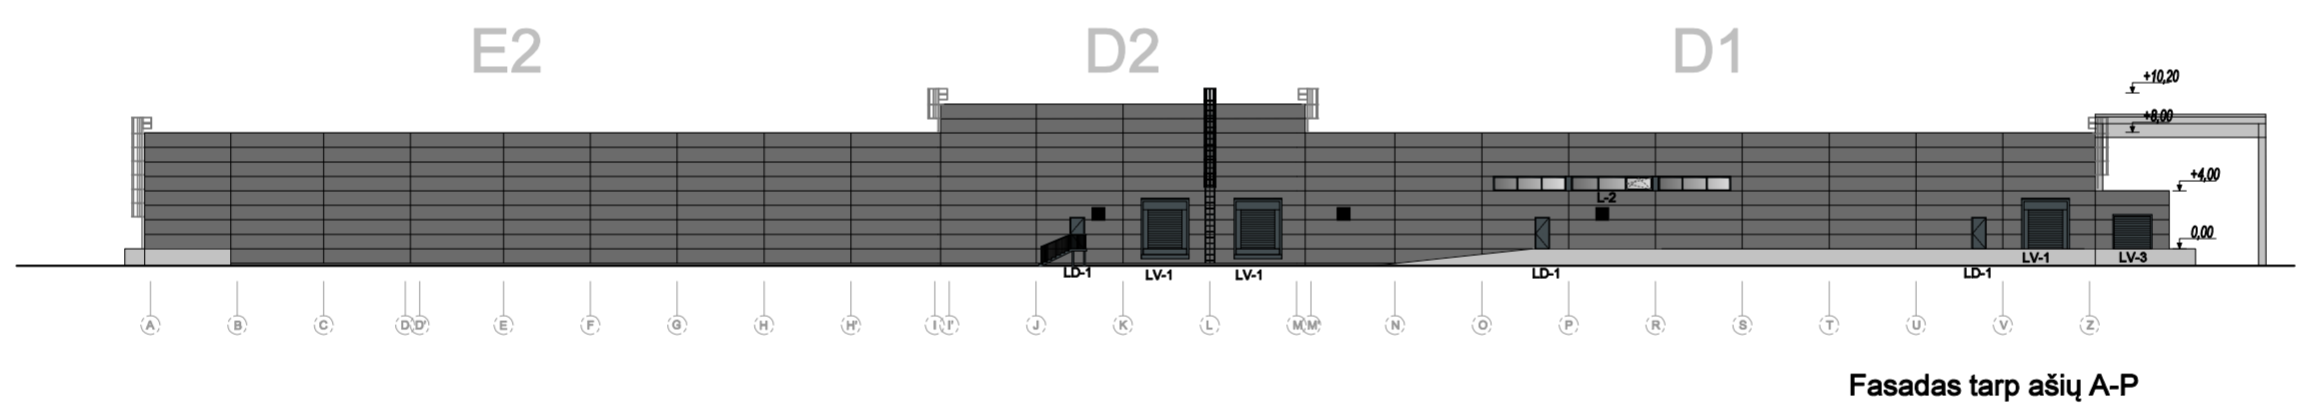 E2 D2 D1
+10,20
+8,00
+4,00
L-2
0,00
LD-1 LV-1 LV-1 LD-1 LD-1 LV-1 LV-3
A B C D D' E F G H H' I I' J K L M M' N O P R S T U V Z
Fasadas tarp ašių A-P